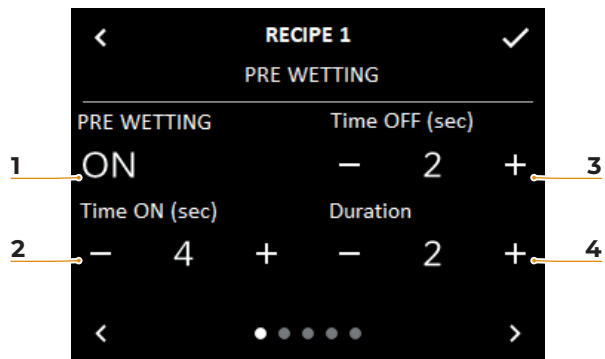 RECIPE 1
PRE WETTING
PRE WETTING Time OFF (sec)
1 ON − 2 + 3
Time ON (sec) Duration
2 − 4 + − 2 + 4